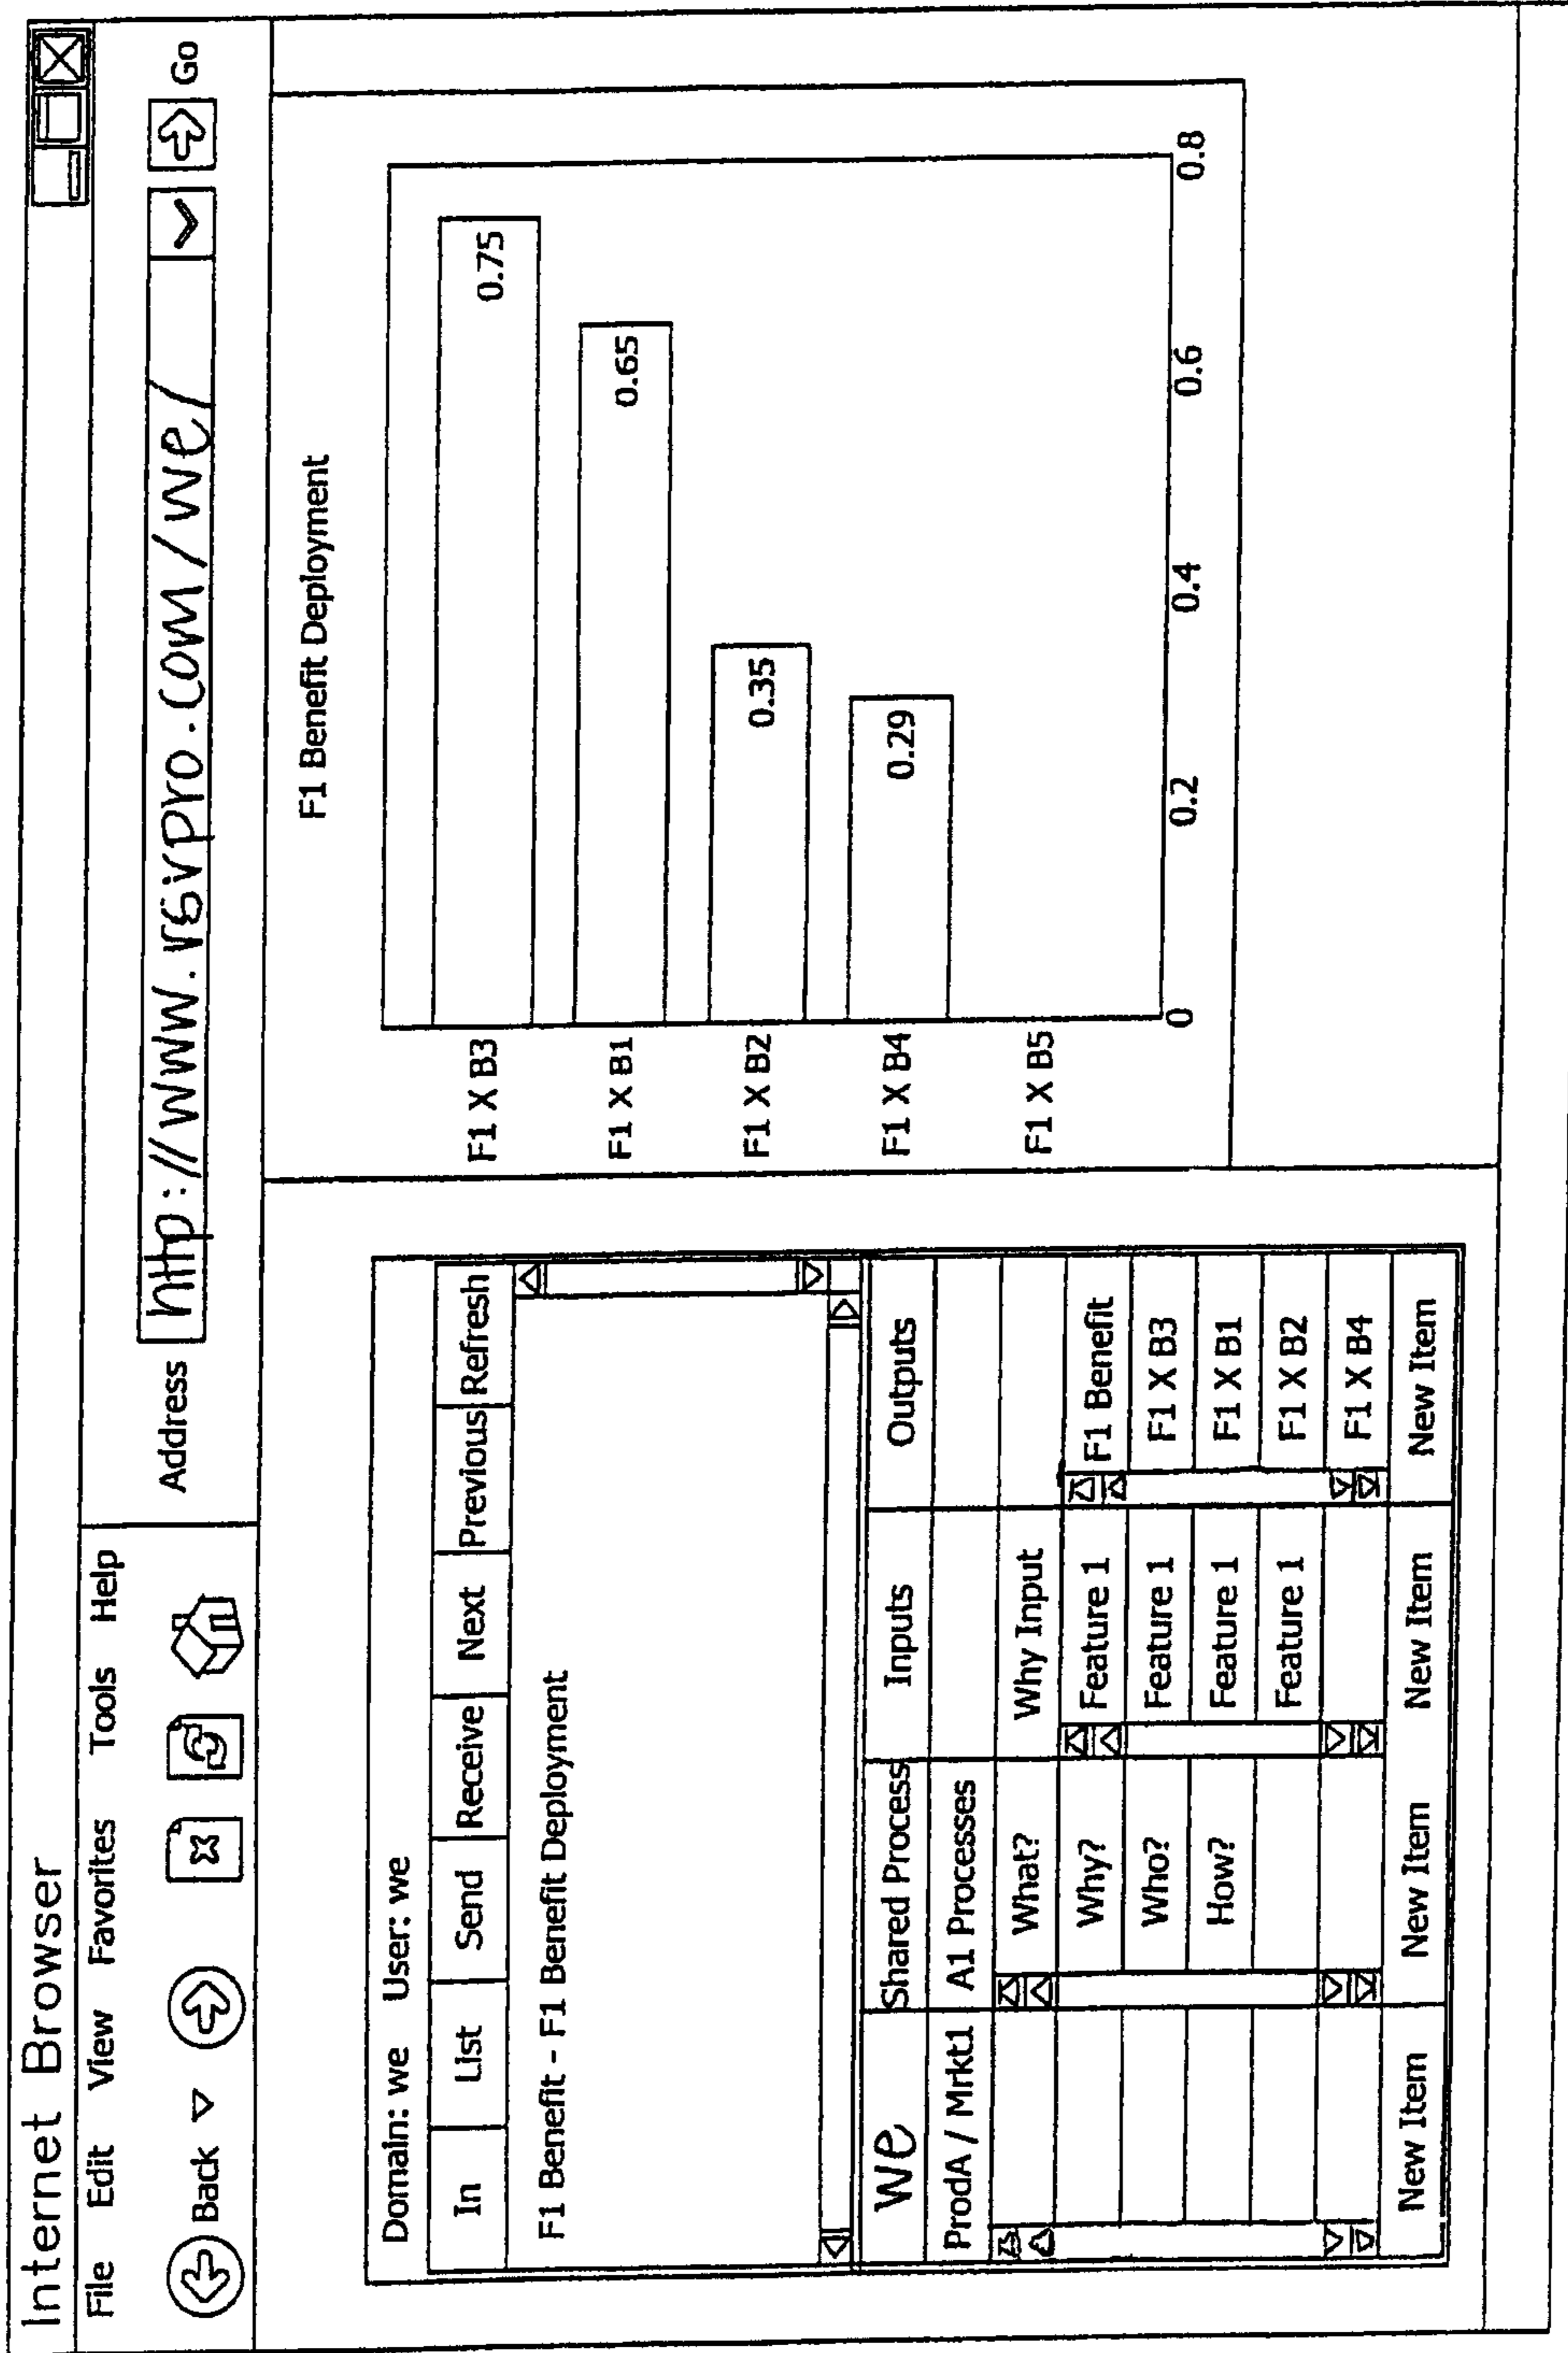 Internet Browser
File Edit View Favorites Tools Help
Back
Address http://www.rsvpro.com/we/ Go
Domain: we User: we
In List Send Receive Next Previous Refresh
F1 Benefit - F1 Benefit Deployment
we Shared Process Inputs Outputs
ProdA / Mrkt1 A1 Processes
What? Why Input
Why? Feature 1 F1 Benefit
Who? Feature 1 F1 X B3
How? Feature 1 F1 X B1
Feature 1 F1 X B2
F1 X B4
New Item New Item New Item New Item
F1 Benefit Deployment
F1 X B3 0.75
F1 X B1 0.65
F1 X B2 0.35
F1 X B4 0.29
F1 X B5
0 0.2 0.4 0.6 0.8